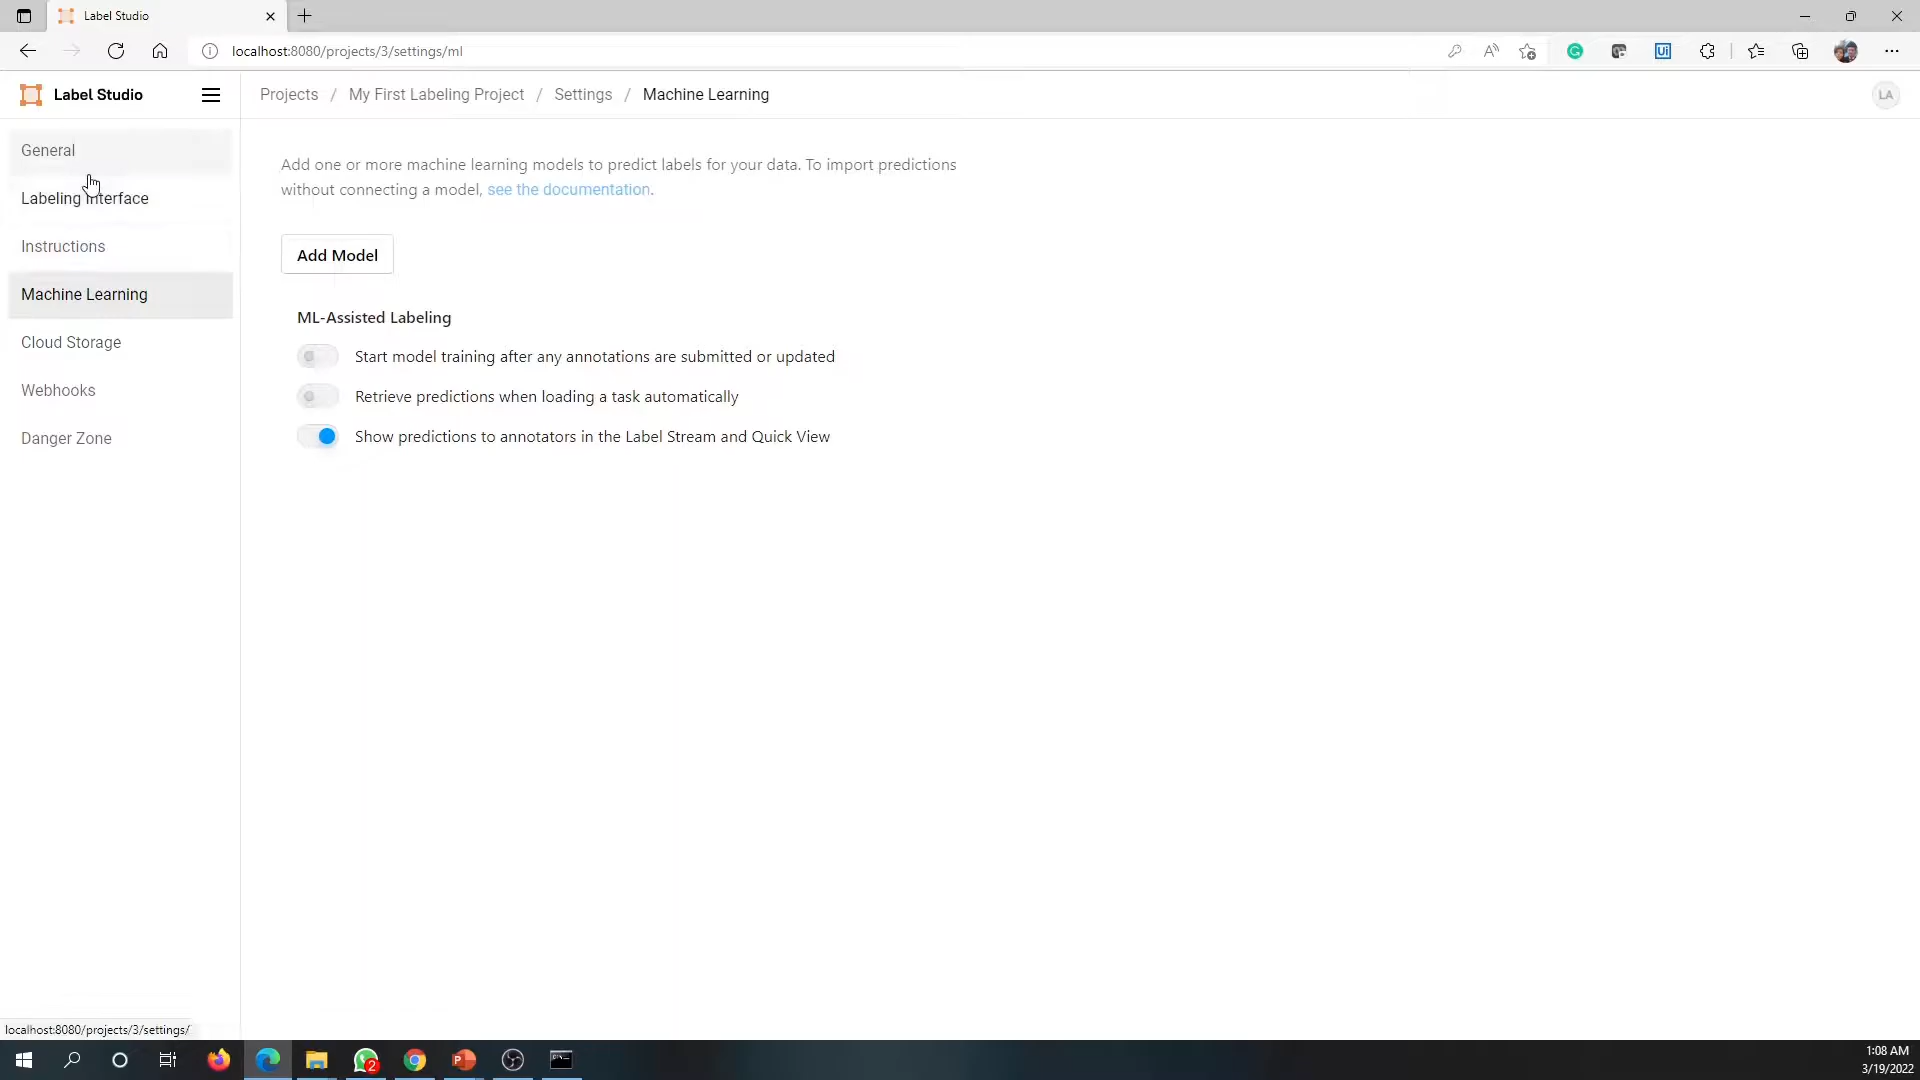 Label Studio
localhost:8080/projects/3/settings/ml
Label Studio
Projects / My First Labeling Project / Settings / Machine Learning
LA
General
Labeling Interface
Instructions
Machine Learning
Cloud Storage
Webhooks
Danger Zone
Add one or more machine learning models to predict labels for your data. To import predictions
without connecting a model, see the documentation.
Add Model
ML-Assisted Labeling
Start model training after any annotations are submitted or updated
Retrieve predictions when loading a task automatically
Show predictions to annotators in the Label Stream and Quick View
localhost:8080/projects/3/settings/
2
1:08 AM
3/19/2022